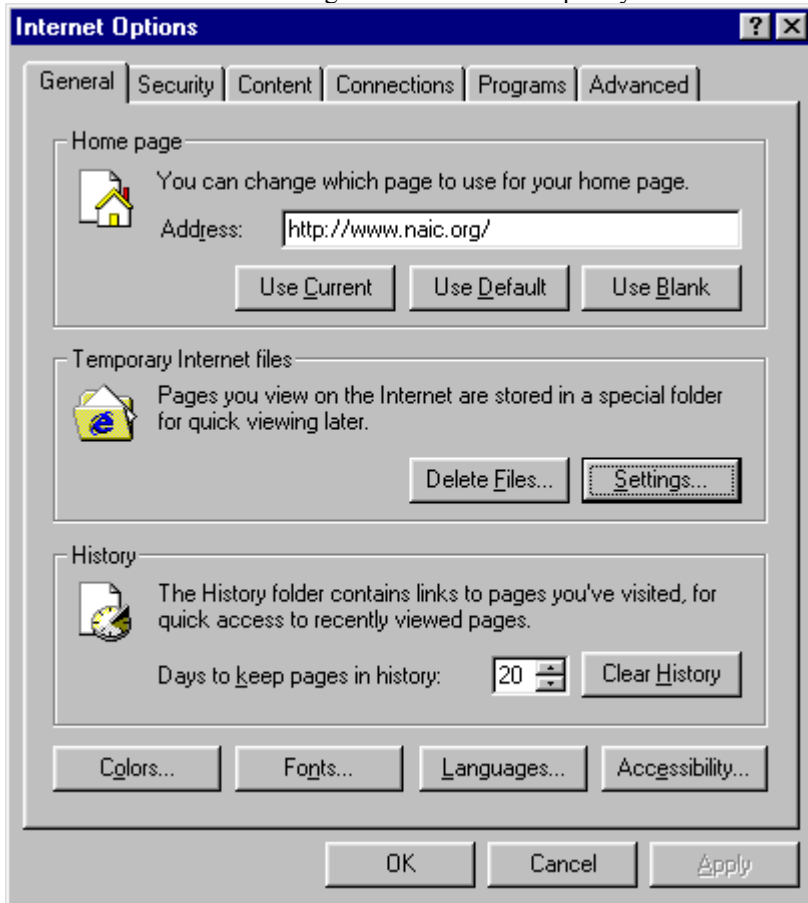 Internet Options
General Security Content Connections Programs Advanced
Home page
You can change which page to use for your home page.
Address: http://www.naic.org/
Use Current Use Default Use Blank
Temporary Internet files
Pages you view on the Internet are stored in a special folder
for quick viewing later.
Delete Files... Settings...
History
The History folder contains links to pages you've visited, for
quick access to recently viewed pages.
Days to keep pages in history: 20 Clear History
Colors... Fonts... Languages... Accessibility...
OK Cancel Apply